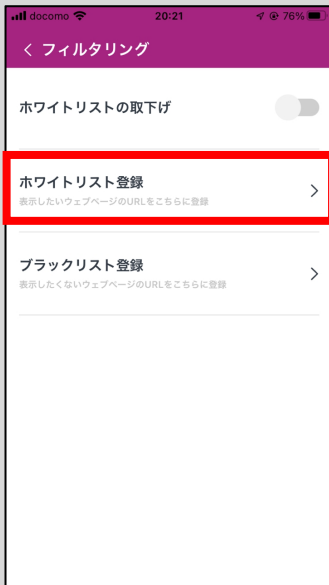 docomo 20:21 76%
フィルタリング
ホワイトリストの取下げ
ホワイトリスト登録
表示したいウェブページのURLをこちらに登録
ブラックリスト登録
表示したくないウェブページのURLをこちらに登録